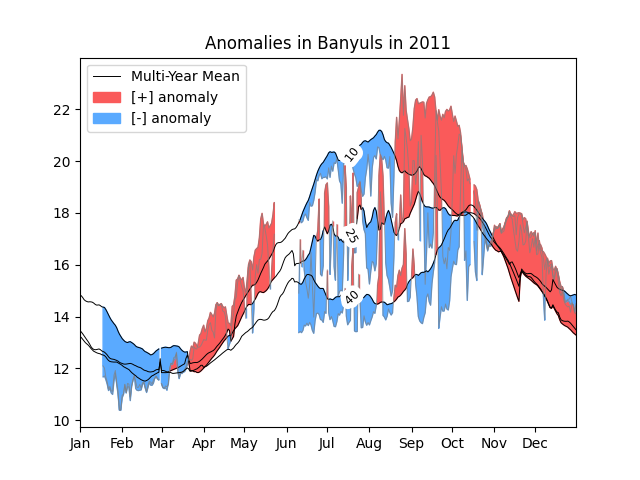 Anomalies in Banyuls in 2011
Multi-Year Mean
[+] anomaly
[-] anomaly
22
20
18
16
14
12
10
10
25
40
Jan Feb Mar Apr May Jun Jul Aug Sep Oct Nov Dec